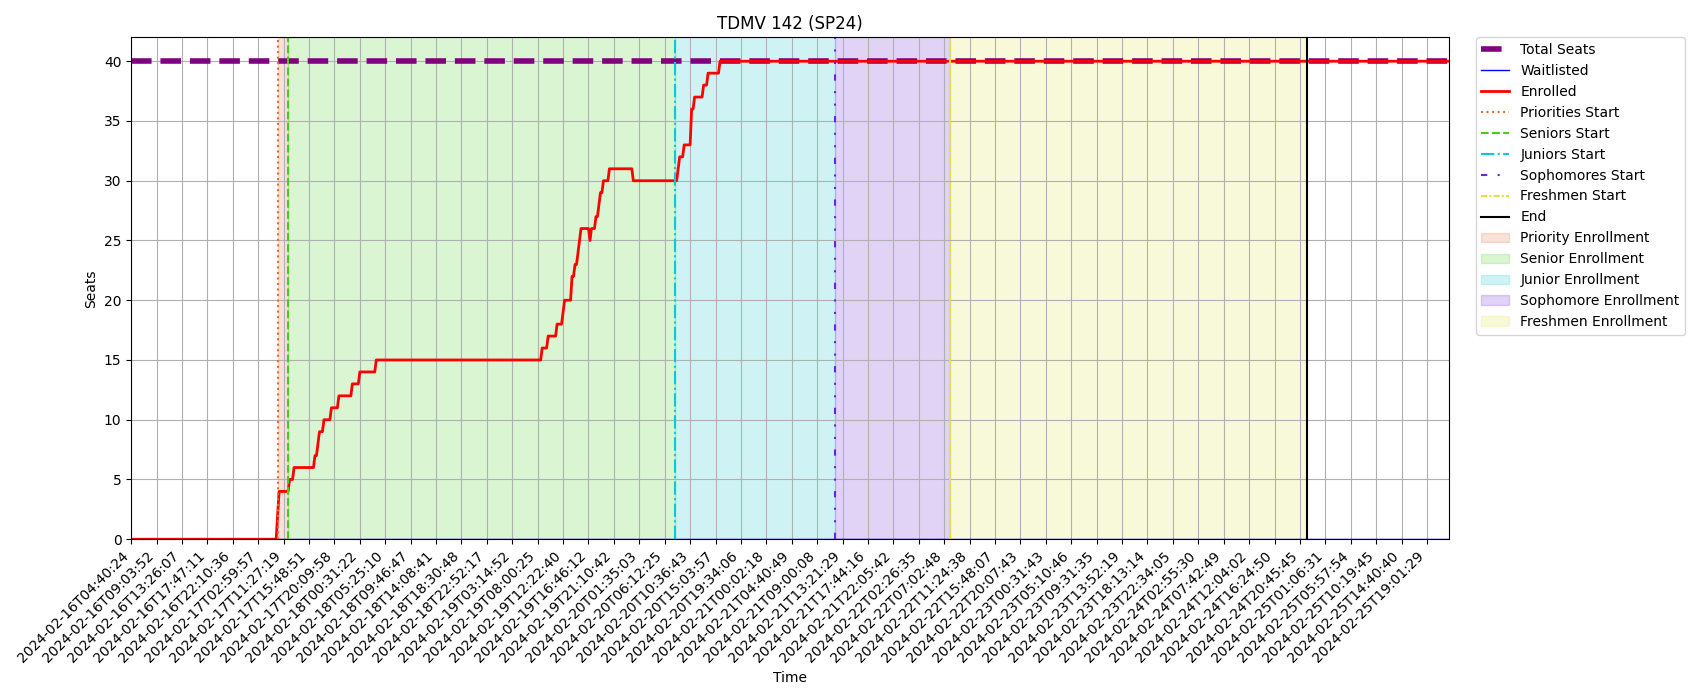 TDMV 142 (SP24)
Seats
40
35
30
25
20
15
10
5
0
2024-02-16T04:40:24
2024-02-16T09:03:52
2024-02-16T13:26:07
2024-02-16T17:47:11
2024-02-16T22:10:36
2024-02-17T02:59:57
2024-02-17T11:27:19
2024-02-17T15:48:51
2024-02-17T20:09:58
2024-02-18T00:31:22
2024-02-18T05:25:10
2024-02-18T09:46:47
2024-02-18T14:08:41
2024-02-18T18:30:48
2024-02-18T22:52:17
2024-02-19T03:14:52
2024-02-19T08:00:25
2024-02-19T12:22:40
2024-02-19T16:46:12
2024-02-19T21:10:42
2024-02-20T01:35:03
2024-02-20T06:12:25
2024-02-20T10:36:43
2024-02-20T15:03:57
2024-02-20T19:34:06
2024-02-21T00:02:18
2024-02-21T04:40:49
2024-02-21T09:00:08
2024-02-21T13:21:29
2024-02-21T17:44:16
2024-02-21T22:05:42
2024-02-22T02:26:35
2024-02-22T07:02:48
2024-02-22T11:24:38
2024-02-22T15:48:07
2024-02-22T20:07:43
2024-02-23T00:31:43
2024-02-23T05:10:46
2024-02-23T09:31:35
2024-02-23T13:52:19
2024-02-23T18:13:14
2024-02-23T22:34:05
2024-02-24T02:55:30
2024-02-24T07:42:49
2024-02-24T12:04:02
2024-02-24T16:24:50
2024-02-24T20:45:45
2024-02-25T01:06:31
2024-02-25T05:57:54
2024-02-25T10:19:45
2024-02-25T14:40:40
2024-02-25T19:01:29
Time
Total Seats
Waitlisted
Enrolled
Priorities Start
Seniors Start
Juniors Start
Sophomores Start
Freshmen Start
End
Priority Enrollment
Senior Enrollment
Junior Enrollment
Sophomore Enrollment
Freshmen Enrollment